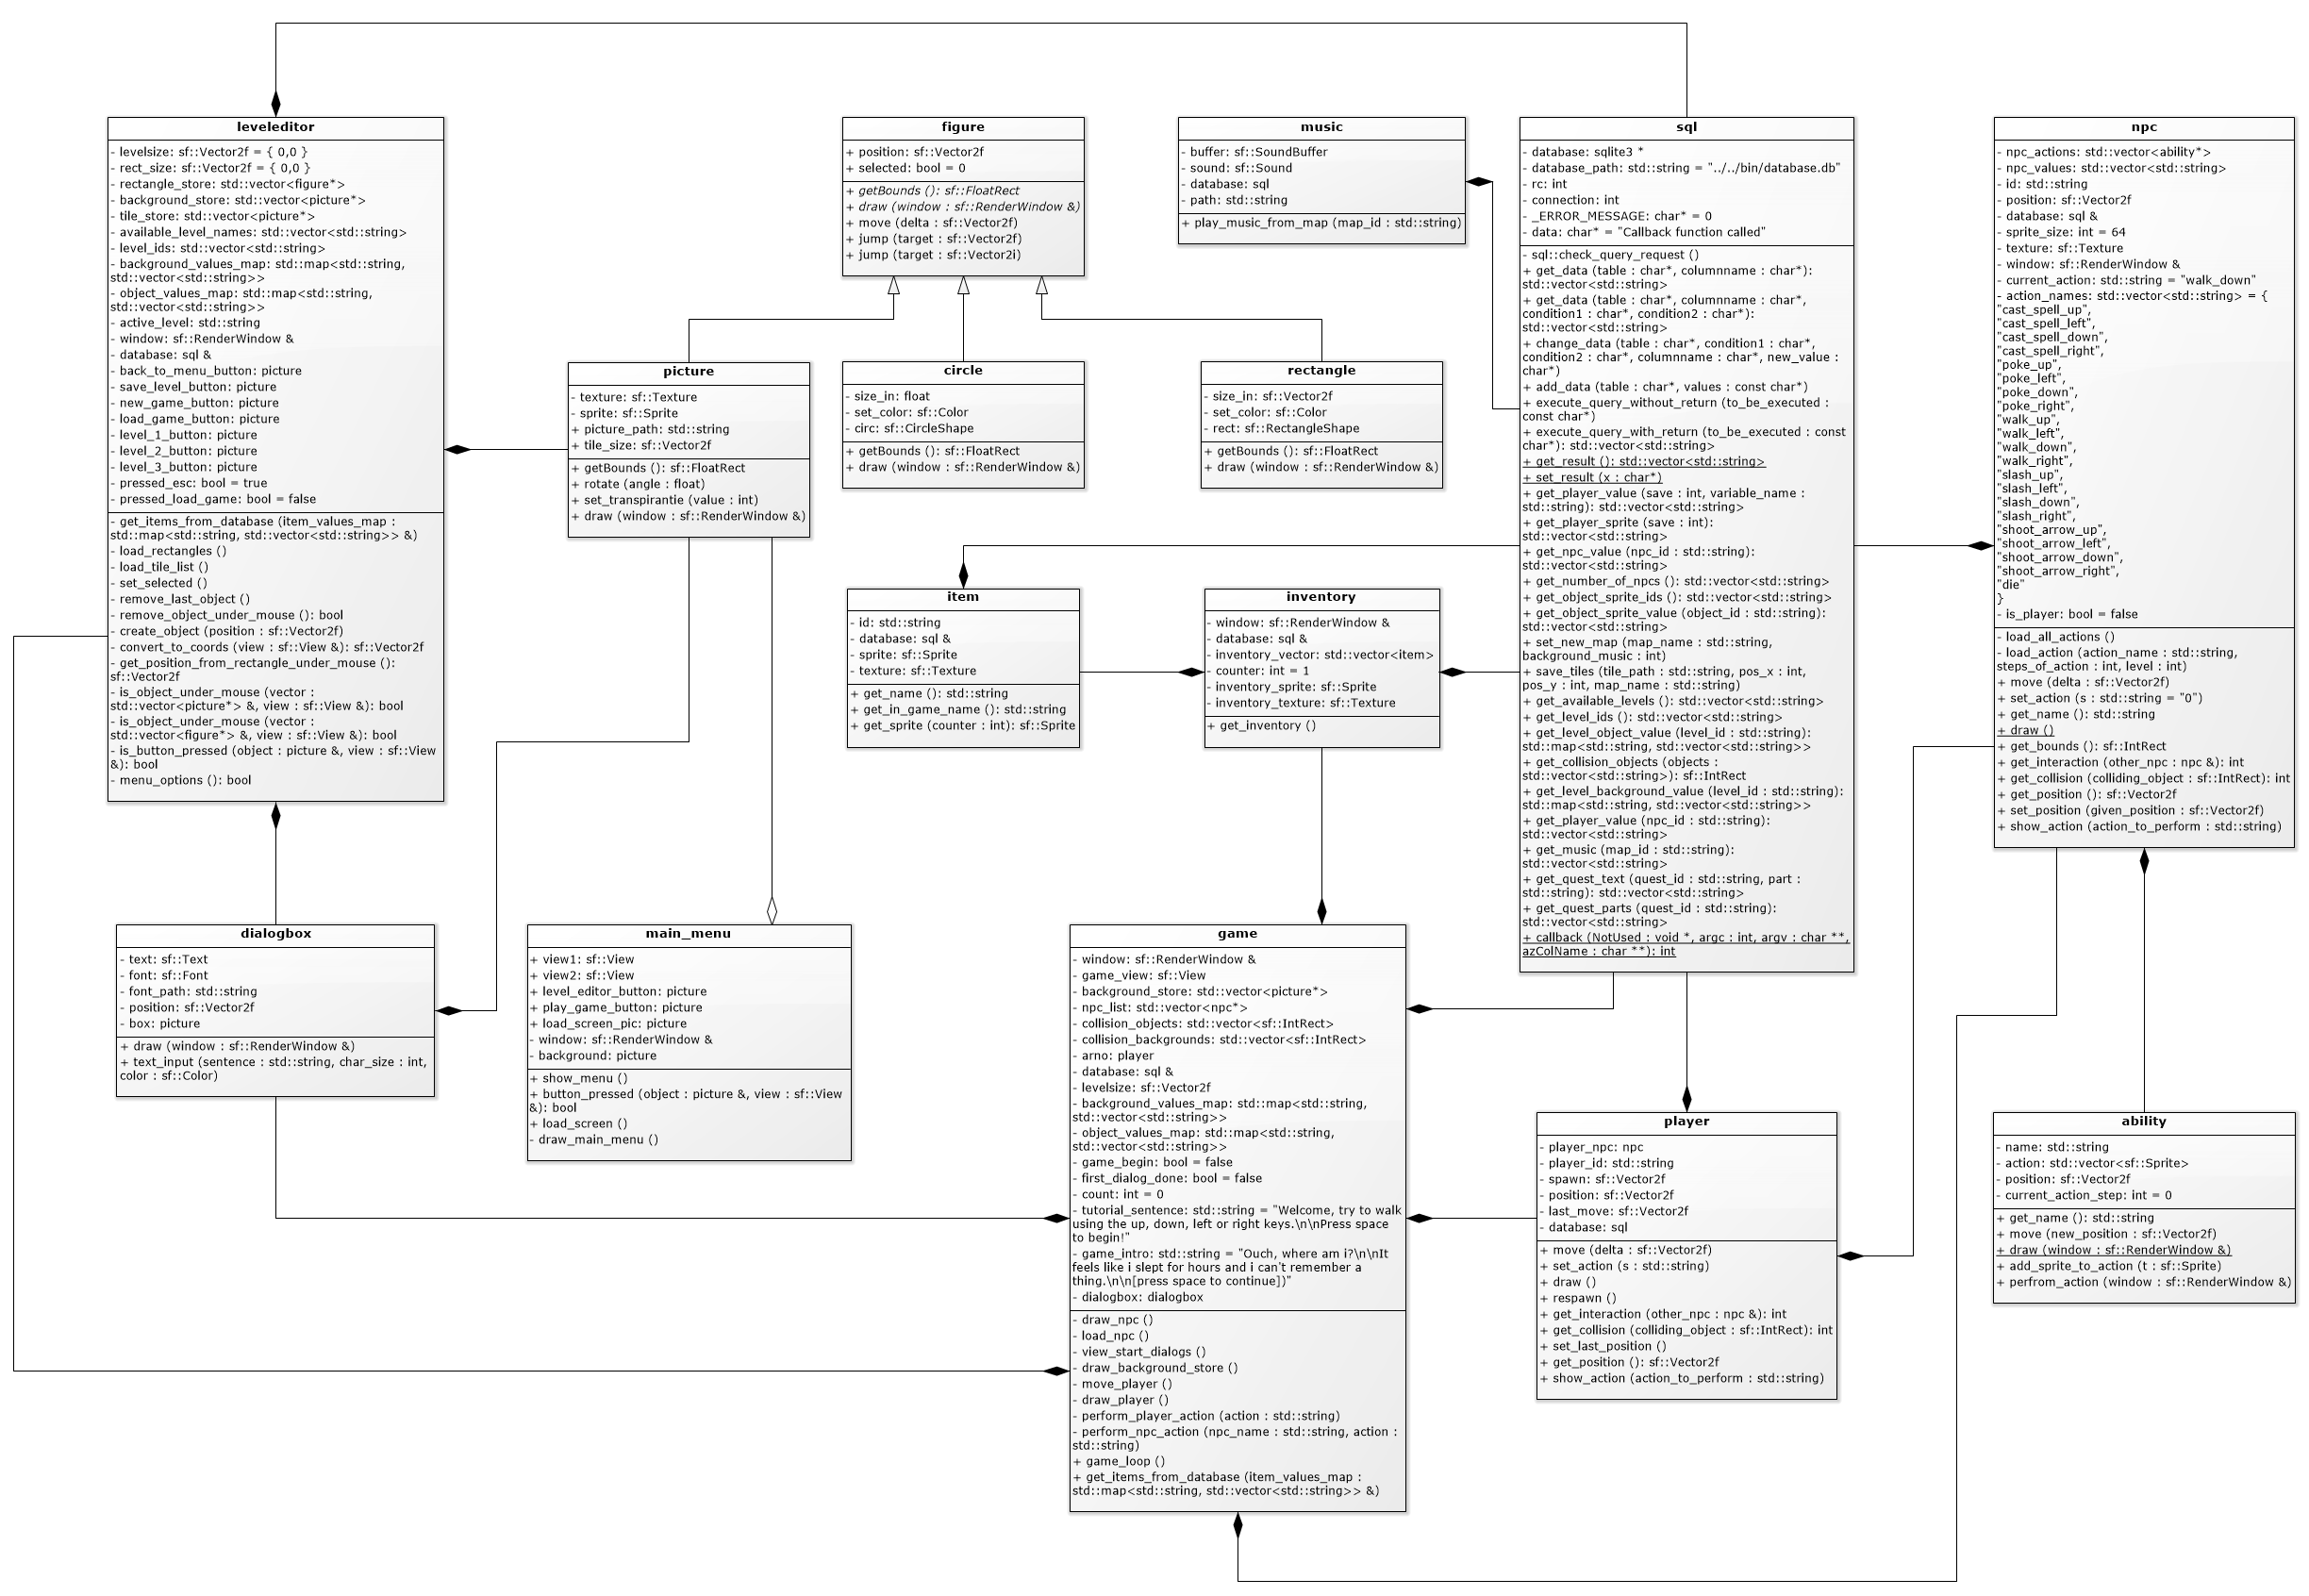 leveleditor
- levelsize: sf::Vector2f = { 0,0 }
- rect_size: sf::Vector2f = { 0,0 }
- rectangle_store: std::vector<figure*>
- background_store: std::vector<picture*>
- tile_store: std::vector<picture*>
- available_level_names: std::vector<std::string>
- level_ids: std::vector<std::string>
- background_values_map: std::map<std::string,
std::vector<std::string>>
- object_values_map: std::map<std::string,
std::vector<std::string>>
- active_level: std::string
- window: sf::RenderWindow &
- database: sql &
- back_to_menu_button: picture
- save_level_button: picture
- new_game_button: picture
- load_game_button: picture
- level_1_button: picture
- level_2_button: picture
- level_3_button: picture
- pressed_esc: bool = true
- pressed_load_game: bool = false
- get_items_from_database (item_values_map :
std::map<std::string, std::vector<std::string>> &)
- load_rectangles ()
- load_tile_list ()
- set_selected ()
- remove_last_object ()
- remove_object_under_mouse (): bool
- create_object (position : sf::Vector2f)
- convert_to_coords (view : sf::View &): sf::Vector2f
- get_position_from_rectangle_under_mouse ():
sf::Vector2f
- is_object_under_mouse (vector :
std::vector<picture*> &, view : sf::View &): bool
- is_object_under_mouse (vector :
std::vector<figure*> &, view : sf::View &): bool
- is_button_pressed (object : picture &, view : sf::View
&): bool
- menu_options (): bool
figure
+ position: sf::Vector2f
+ selected: bool = 0
+ getBounds (): sf::FloatRect
+ draw (window : sf::RenderWindow &)
+ move (delta : sf::Vector2f)
+ jump (target : sf::Vector2f)
+ jump (target : sf::Vector2i)
music
- buffer: sf::SoundBuffer
- sound: sf::Sound
- database: sql
- path: std::string
+ play_music_from_map (map_id : std::string)
sql
- database: sqlite3 *
- database_path: std::string = "../../bin/database.db"
- rc: int
- connection: int
- _ERROR_MESSAGE: char* = 0
- data: char* = "Callback function called"
- sql::check_query_request ()
+ get_data (table : char*, columnname : char*):
std::vector<std::string>
+ get_data (table : char*, columnname : char*,
condition1 : char*, condition2 : char*):
std::vector<std::string>
+ change_data (table : char*, condition1 : char*,
condition2 : char*, columnname : char*, new_value :
char*)
+ add_data (table : char*, values : const char*)
+ execute_query_without_return (to_be_executed :
const char*)
+ execute_query_with_return (to_be_executed : const
char*): std::vector<std::string>
+ get_result (): std::vector<std::string>
+ set_result (x : char*)
+ get_player_value (save : int, variable_name :
std::string): std::vector<std::string>
+ get_player_sprite (save : int):
std::vector<std::string>
+ get_npc_value (npc_id : std::string):
std::vector<std::string>
+ get_number_of_npcs (): std::vector<std::string>
+ get_object_sprite_ids (): std::vector<std::string>
+ get_object_sprite_value (object_id : std::string):
std::vector<std::string>
+ set_new_map (map_name : std::string,
background_music : int)
+ save_tiles (tile_path : std::string, pos_x : int,
pos_y : int, map_name : std::string)
+ get_available_levels (): std::vector<std::string>
+ get_level_ids (): std::vector<std::string>
+ get_level_object_value (level_id : std::string):
std::map<std::string, std::vector<std::string>>
+ get_collision_objects (objects :
std::vector<std::string>): sf::IntRect
+ get_level_background_value (level_id : std::string):
std::map<std::string, std::vector<std::string>>
+ get_player_value (npc_id : std::string):
std::vector<std::string>
+ get_music (map_id : std::string):
std::vector<std::string>
+ get_quest_text (quest_id : std::string, part :
std::string): std::vector<std::string>
+ get_quest_parts (quest_id : std::string):
std::vector<std::string>
+ callback (NotUsed : void *, argc : int, argv : char **,
azColName : char **): int
npc
- npc_actions: std::vector<ability*>
- npc_values: std::vector<std::string>
- id: std::string
- position: sf::Vector2f
- database: sql &
- sprite_size: int = 64
- texture: sf::Texture
- window: sf::RenderWindow &
- current_action: std::string = "walk_down"
- action_names: std::vector<std::string> = {
"cast_spell_up",
"cast_spell_left",
"cast_spell_down",
"cast_spell_right",
"poke_up",
"poke_left",
"poke_down",
"poke_right",
"walk_up",
"walk_left",
"walk_down",
"walk_right",
"slash_up",
"slash_left",
"slash_down",
"slash_right",
"shoot_arrow_up",
"shoot_arrow_left",
"shoot_arrow_down",
"shoot_arrow_right",
"die"
}
- is_player: bool = false
- load_all_actions ()
- load_action (action_name : std::string,
steps_of_action : int, level : int)
+ move (delta : sf::Vector2f)
+ set_action (s : std::string = "0")
+ get_name (): std::string
+ draw ()
+ get_bounds (): sf::IntRect
+ get_interaction (other_npc : npc &): int
+ get_collision (colliding_object : sf::IntRect): int
+ get_position (): sf::Vector2f
+ set_position (given_position : sf::Vector2f)
+ show_action (action_to_perform : std::string)
picture
- texture: sf::Texture
- sprite: sf::Sprite
+ picture_path: std::string
+ tile_size: sf::Vector2f
+ getBounds (): sf::FloatRect
+ rotate (angle : float)
+ set_transpirantie (value : int)
+ draw (window : sf::RenderWindow &)
circle
- size_in: float
- set_color: sf::Color
- circ: sf::CircleShape
+ getBounds (): sf::FloatRect
+ draw (window : sf::RenderWindow &)
rectangle
- size_in: sf::Vector2f
- set_color: sf::Color
- rect: sf::RectangleShape
+ getBounds (): sf::FloatRect
+ draw (window : sf::RenderWindow &)
item
- id: std::string
- database: sql &
- sprite: sf::Sprite
- texture: sf::Texture
+ get_name (): std::string
+ get_in_game_name (): std::string
+ get_sprite (counter : int): sf::Sprite
inventory
- window: sf::RenderWindow &
- database: sql &
- inventory_vector: std::vector<item>
- counter: int = 1
- inventory_sprite: sf::Sprite
- inventory_texture: sf::Texture
+ get_inventory ()
dialogbox
- text: sf::Text
- font: sf::Font
- font_path: std::string
- position: sf::Vector2f
- box: picture
+ draw (window : sf::RenderWindow &)
+ text_input (sentence : std::string, char_size : int,
color : sf::Color)
main_menu
+ view1: sf::View
+ view2: sf::View
+ level_editor_button: picture
+ play_game_button: picture
+ load_screen_pic: picture
- window: sf::RenderWindow &
- background: picture
+ show_menu ()
+ button_pressed (object : picture &, view : sf::View
&): bool
+ load_screen ()
- draw_main_menu ()
game
- window: sf::RenderWindow &
- game_view: sf::View
- background_store: std::vector<picture*>
- npc_list: std::vector<npc*>
- collision_objects: std::vector<sf::IntRect>
- collision_backgrounds: std::vector<sf::IntRect>
- arno: player
- database: sql &
- levelsize: sf::Vector2f
- background_values_map: std::map<std::string,
std::vector<std::string>>
- object_values_map: std::map<std::string,
std::vector<std::string>>
- game_begin: bool = false
- first_dialog_done: bool = false
- count: int = 0
- tutorial_sentence: std::string = "Welcome, try to walk
using the up, down, left or right keys.\n\nPress space
to begin!"
- game_intro: std::string = "Ouch, where am i?\n\nIt
feels like i slept for hours and i can't remember a
thing.\n\n[press space to continue])"
- dialogbox: dialogbox
- draw_npc ()
- load_npc ()
- view_start_dialogs ()
- draw_background_store ()
- move_player ()
- draw_player ()
- perform_player_action (action : std::string)
- perform_npc_action (npc_name : std::string, action :
std::string)
+ game_loop ()
+ get_items_from_database (item_values_map :
std::map<std::string, std::vector<std::string>> &)
player
- player_npc: npc
- player_id: std::string
- spawn: sf::Vector2f
- position: sf::Vector2f
- last_move: sf::Vector2f
- database: sql
+ move (delta : sf::Vector2f)
+ set_action (s : std::string)
+ draw ()
+ respawn ()
+ get_interaction (other_npc : npc &): int
+ get_collision (colliding_object : sf::IntRect): int
+ set_last_position ()
+ get_position (): sf::Vector2f
+ show_action (action_to_perform : std::string)
ability
- name: std::string
- action: std::vector<sf::Sprite>
- position: sf::Vector2f
- current_action_step: int = 0
+ get_name (): std::string
+ move (new_position : sf::Vector2f)
+ draw (window : sf::RenderWindow &)
+ add_sprite_to_action (t : sf::Sprite)
+ perfrom_action (window : sf::RenderWindow &)